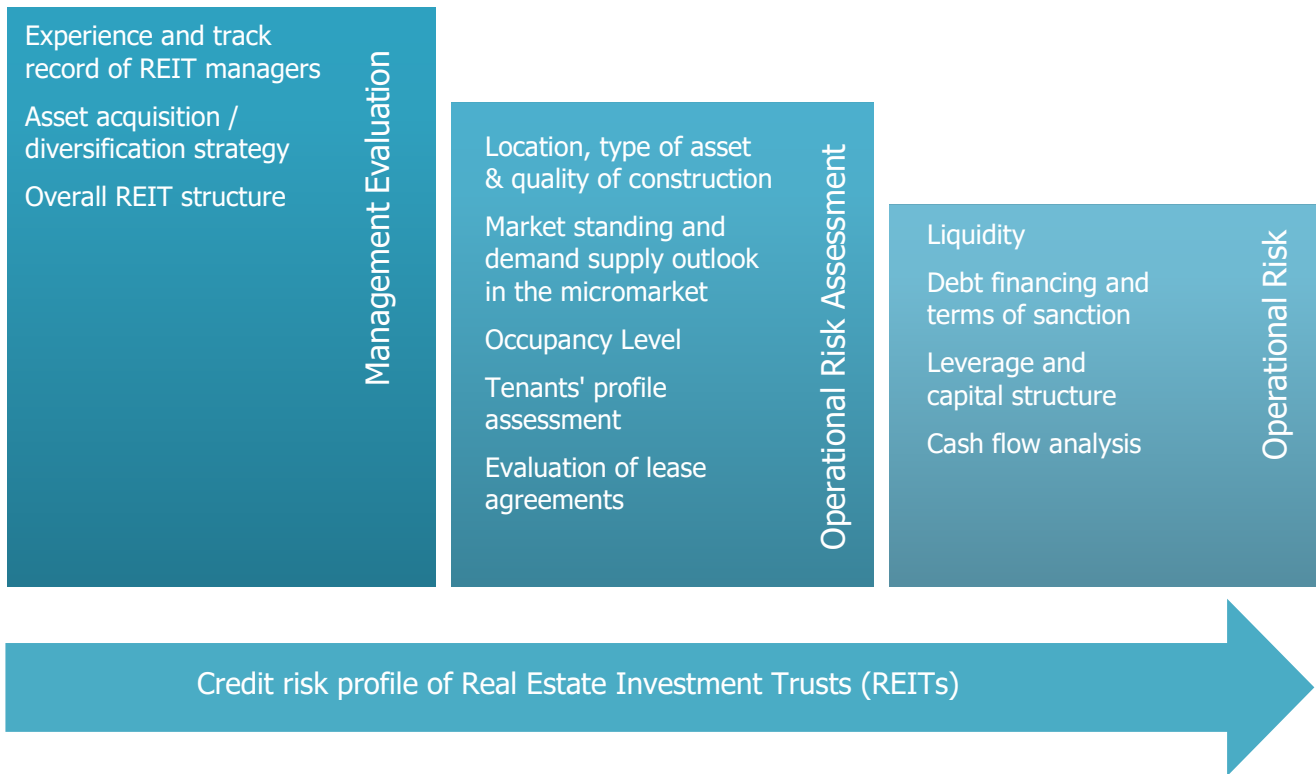 Experience and track
record of REIT managers
Asset acquisition /
diversification strategy
Overall REIT structure
Management Evaluation
Location, type of asset
& quality of construction
Market standing and
demand supply outlook
in the micromarket
Occupancy Level
Tenants' profile
assessment
Evaluation of lease
agreements
Operational Risk Assessment
Liquidity
Debt financing and
terms of sanction
Leverage and
capital structure
Cash flow analysis
Operational Risk
Credit risk profile of Real Estate Investment Trusts (REITs)